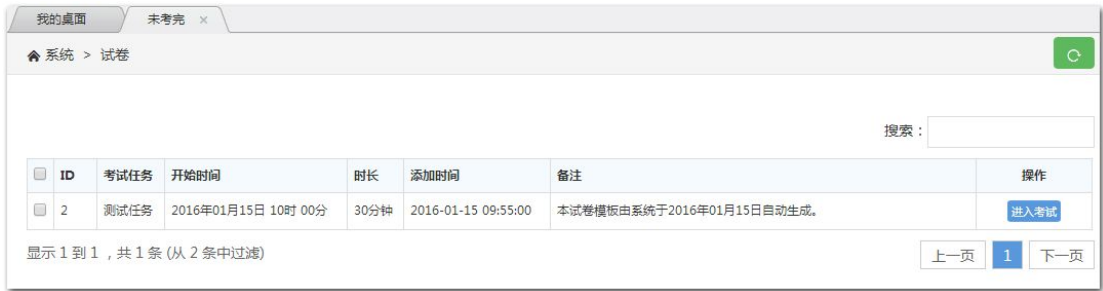 我的桌面 未考完 ×
系统 > 试卷
搜索：
ID 考试任务 开始时间 时长 添加时间 备注 操作
2 测试任务 2016年01月15日 10时 00分 30分钟 2016-01-15 09:55:00 本试卷模板由系统于2016年01月15日自动生成。 进入考试
显示 1 到 1 ，共 1 条 (从 2 条中过滤)
上一页 1 下一页